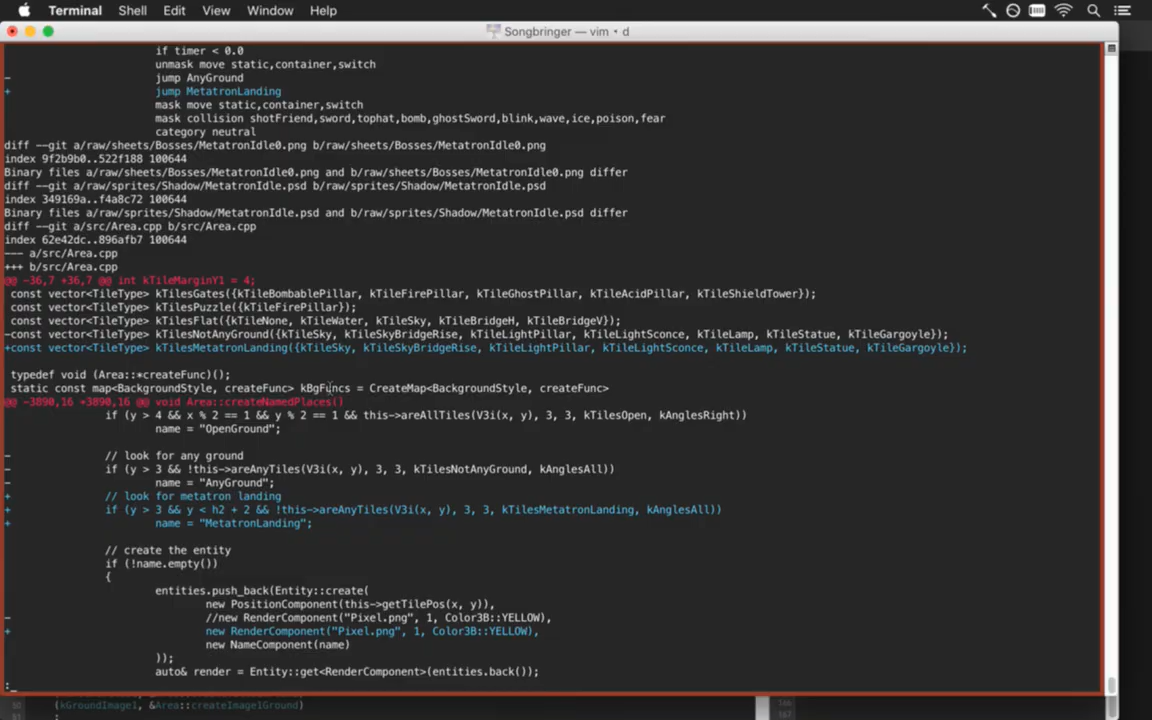 Terminal Shell Edit View Window Help
Songbringer — vim • d
if timer < 0.0
unmask move static,container,switch
- jump AnyGround
+ jump MetatronLanding
mask move static,container,switch
mask collision shotFriend,sword,tophat,bomb,ghostSword,blink,wave,ice,poison,fear
category neutral
diff --git a/raw/sheets/Bosses/MetatronIdle0.png b/raw/sheets/Bosses/MetatronIdle0.png
index 9f2b9b0..522f188 100644
Binary files a/raw/sheets/Bosses/MetatronIdle0.png and b/raw/sheets/Bosses/MetatronIdle0.png differ
diff --git a/raw/sprites/Shadow/MetatronIdle.psd b/raw/sprites/Shadow/MetatronIdle.psd
index 349169a..f4a8c72 100644
Binary files a/raw/sprites/Shadow/MetatronIdle.psd and b/raw/sprites/Shadow/MetatronIdle.psd differ
diff --git a/src/Area.cpp b/src/Area.cpp
index 62e42dc..896afb7 100644
--- a/src/Area.cpp
+++ b/src/Area.cpp
@@ -36,7 +36,7 @@ int kTileMarginY1 = 4;
const vector<TileType> kTilesGates({kTileBombablePillar, kTileFirePillar, kTileGhostPillar, kTileAcidPillar, kTileShieldTower});
const vector<TileType> kTilesPuzzle({kTileFirePillar});
const vector<TileType> kTilesFlat({kTileNone, kTileWater, kTileSky, kTileBridgeH, kTileBridgeV});
-const vector<TileType> kTilesNotAnyGround({kTileSky, kTileSkyBridgeRise, kTileLightPillar, kTileLightSconce, kTileLamp, kTileStatue, kTileGargoyle});
+const vector<TileType> kTilesMetatronLanding({kTileSky, kTileSkyBridgeRise, kTileLightPillar, kTileLightSconce, kTileLamp, kTileStatue, kTileGargoyle});
typedef void (Area::*createFunc)();
static const map<BackgroundStyle, createFunc> kBgFuncs = CreateMap<BackgroundStyle, createFunc>
@@ -3890,16 +3890,16 @@ void Area::createNamedPlaces()
if (y > 4 && x % 2 == 1 && y % 2 == 1 && this->areAllTiles(V3i(x, y), 3, 3, kTilesOpen, kAnglesRight))
name = "OpenGround";
- // look for any ground
- if (y > 3 && !this->areAnyTiles(V3i(x, y), 3, 3, kTilesNotAnyGround, kAnglesAll))
- name = "AnyGround";
+ // look for metatron landing
+ if (y > 3 && y < h2 + 2 && !this->areAnyTiles(V3i(x, y), 3, 3, kTilesMetatronLanding, kAnglesAll))
+ name = "MetatronLanding";
// create the entity
if (!name.empty())
{
entities.push_back(Entity::create(
new PositionComponent(this->getTilePos(x, y)),
- //new RenderComponent("Pixel.png", 1, Color3B::YELLOW),
+ new RenderComponent("Pixel.png", 1, Color3B::YELLOW),
new NameComponent(name)
));
auto& render = Entity::get<RenderComponent>(entities.back());
:
(kGroundImage1, &Area::createImage1Ground)
51 ;
166
167